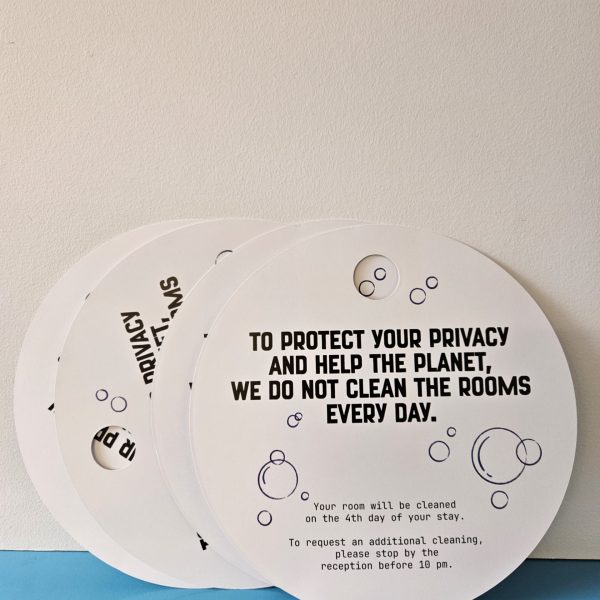 TO PROTECT YOUR PRIVACY
AND HELP THE PLANET,
WE DO NOT CLEAN THE ROOMS
EVERY DAY.
Your room will be cleaned
on the 4th day of your stay.
To request an additional cleaning,
please stop by the
reception before 10 pm.
PRIVACY